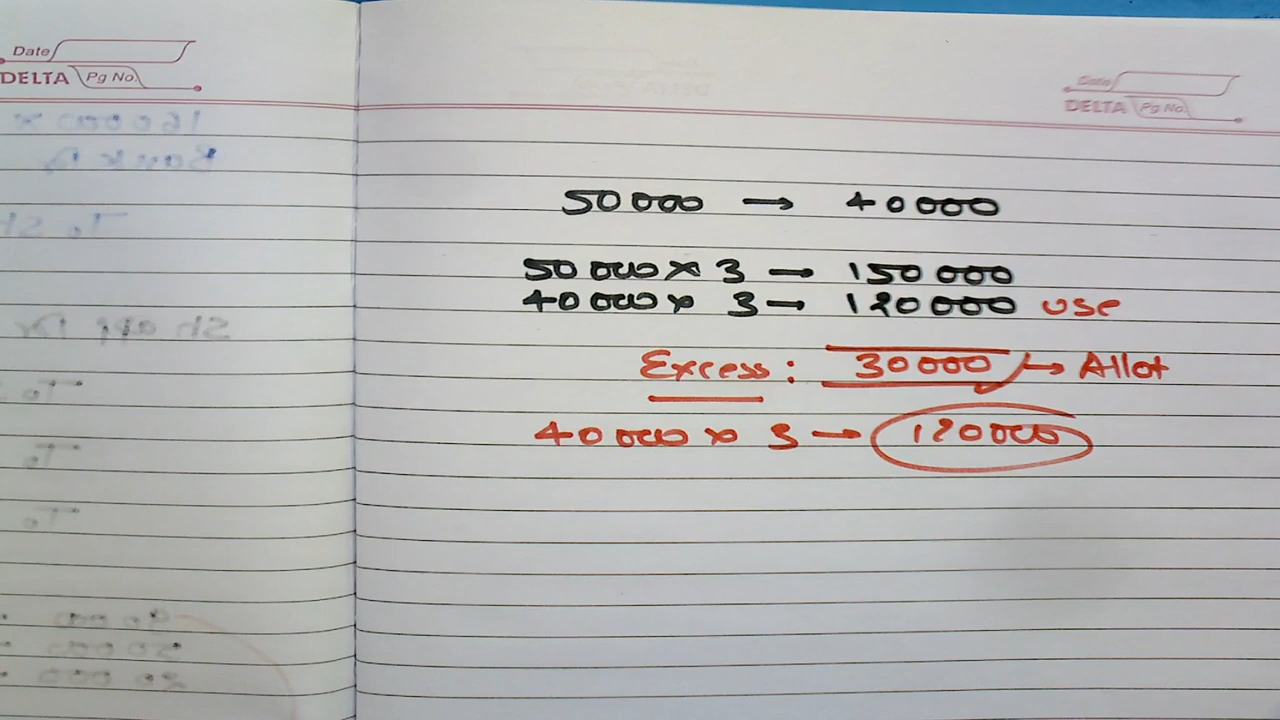 Date
DELTA Pg No.
Date
DELTA Pg No.
50000 → 40000
50000 × 3 → 150000
40000 × 3 → 120000 use
Excess : 30000 → Allot
40000 × 3 → 120000